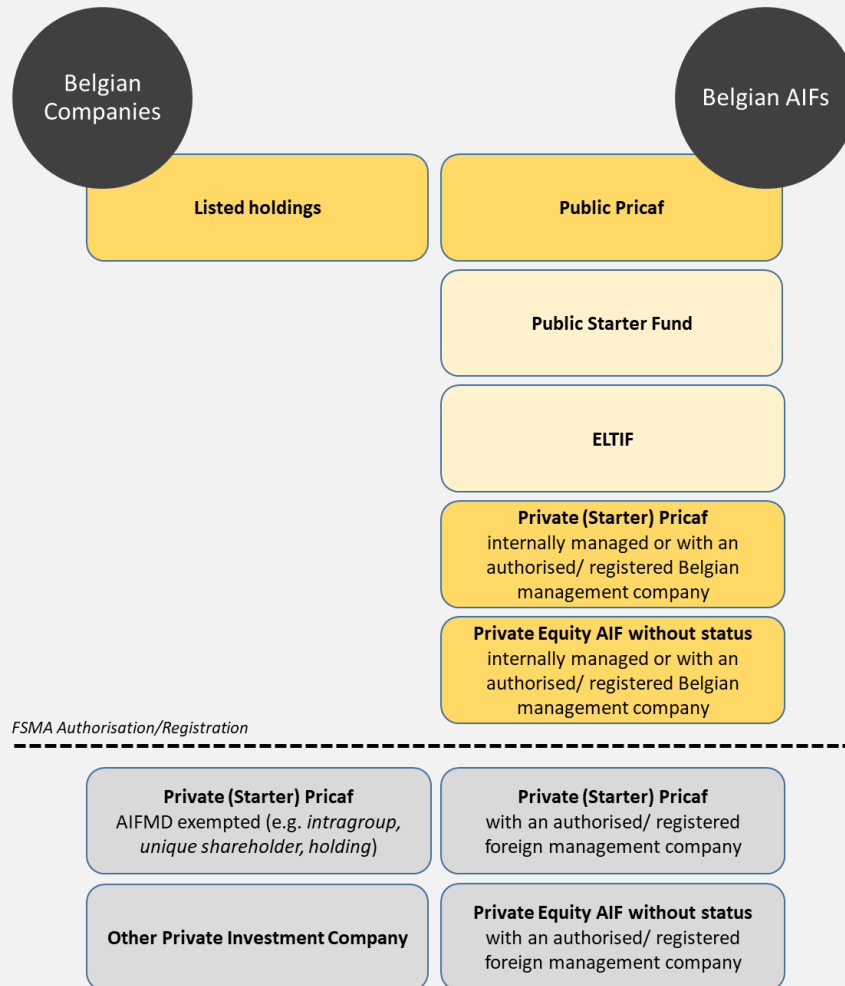 Belgian
Companies
Belgian AIFs
Listed holdings
Public Pricaf
Public Starter Fund
ELTIF
Private (Starter) Pricaf
internally managed or with an
authorised/ registered Belgian
management company
Private Equity AIF without status
internally managed or with an
authorised/ registered Belgian
management company
FSMA Authorisation/Registration
Private (Starter) Pricaf
AIFMD exempted (e.g. intragroup,
unique shareholder, holding)
Private (Starter) Pricaf
with an authorised/ registered
foreign management company
Other Private Investment Company
Private Equity AIF without status
with an authorised/ registered
foreign management company